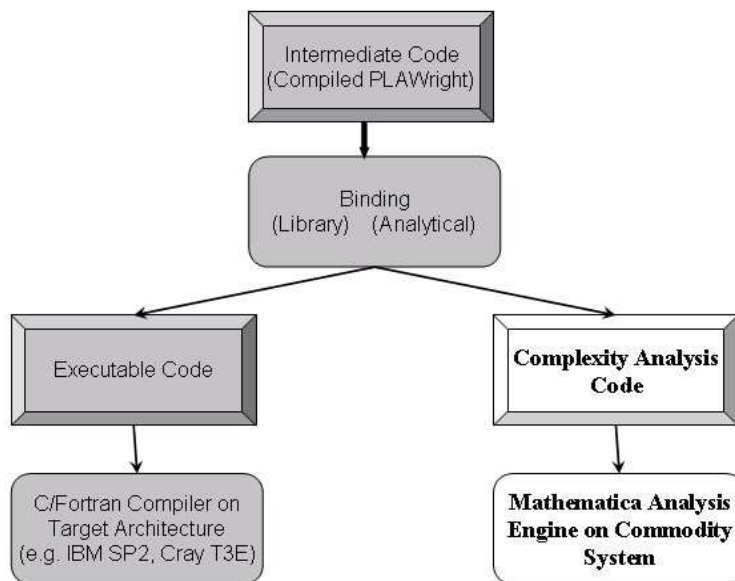 Intermediate Code
(Compiled PLAWright)
Binding
(Library) (Analytical)
Executable Code
Complexity Analysis
Code
C/Fortran Compiler on
Target Architecture
(e.g. IBM SP2, Cray T3E)
Mathematica Analysis
Engine on Commodity
System